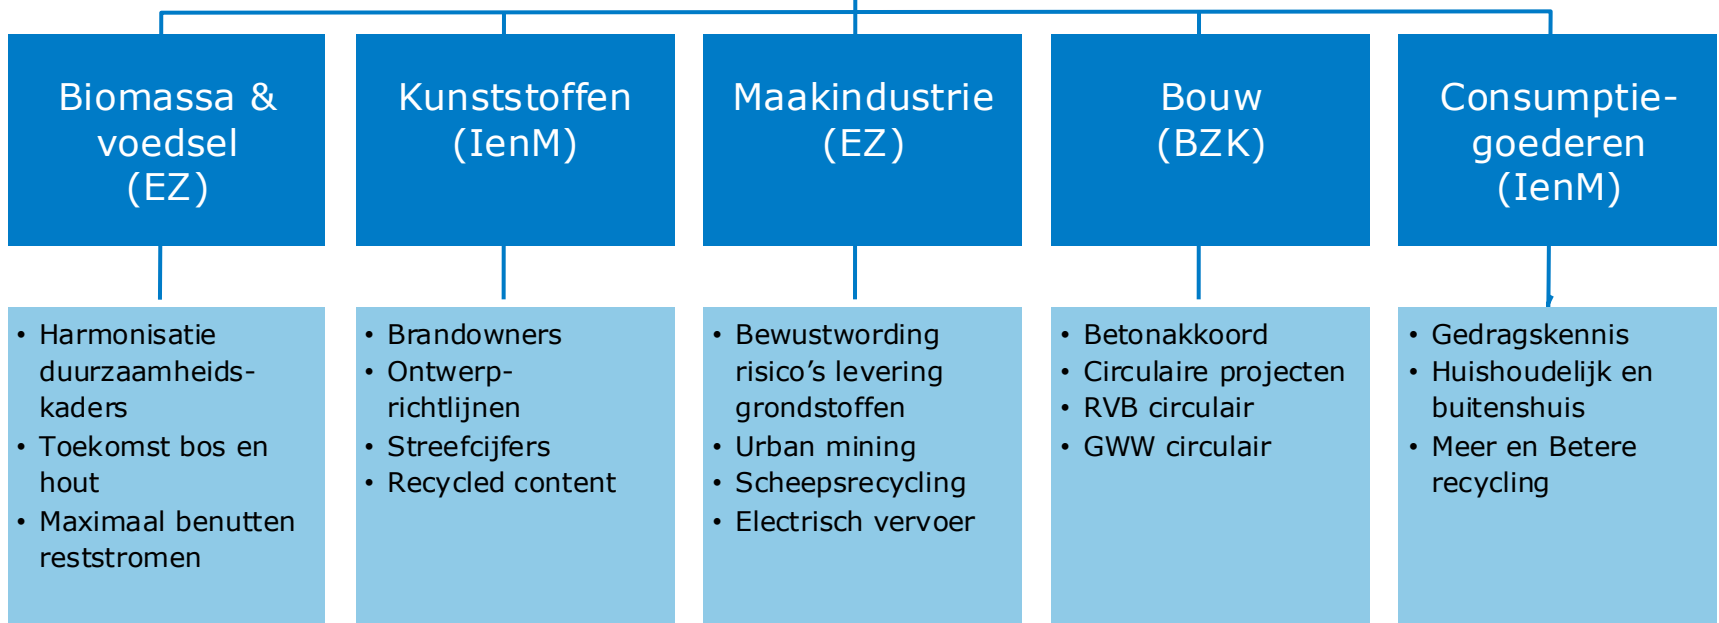 Biomassa &
voedsel
(EZ)
Kunststoffen
(IenM)
Maakindustrie
(EZ)
Bouw
(BZK)
Consumptie-
goederen
(IenM)
• Harmonisatie
duurzaamheids-
kaders
• Toekomst bos en
hout
• Maximaal benutten
reststromen
• Brandowners
• Ontwerp-
richtlijnen
• Streefcijfers
• Recycled content
• Bewustwording
risico’s levering
grondstoffen
• Urban mining
• Scheepsrecycling
• Electrisch vervoer
• Betonakkoord
• Circulaire projecten
• RVB circulair
• GWW circulair
• Gedragskennis
• Huishoudelijk en
buitenshuis
• Meer en Betere
recycling